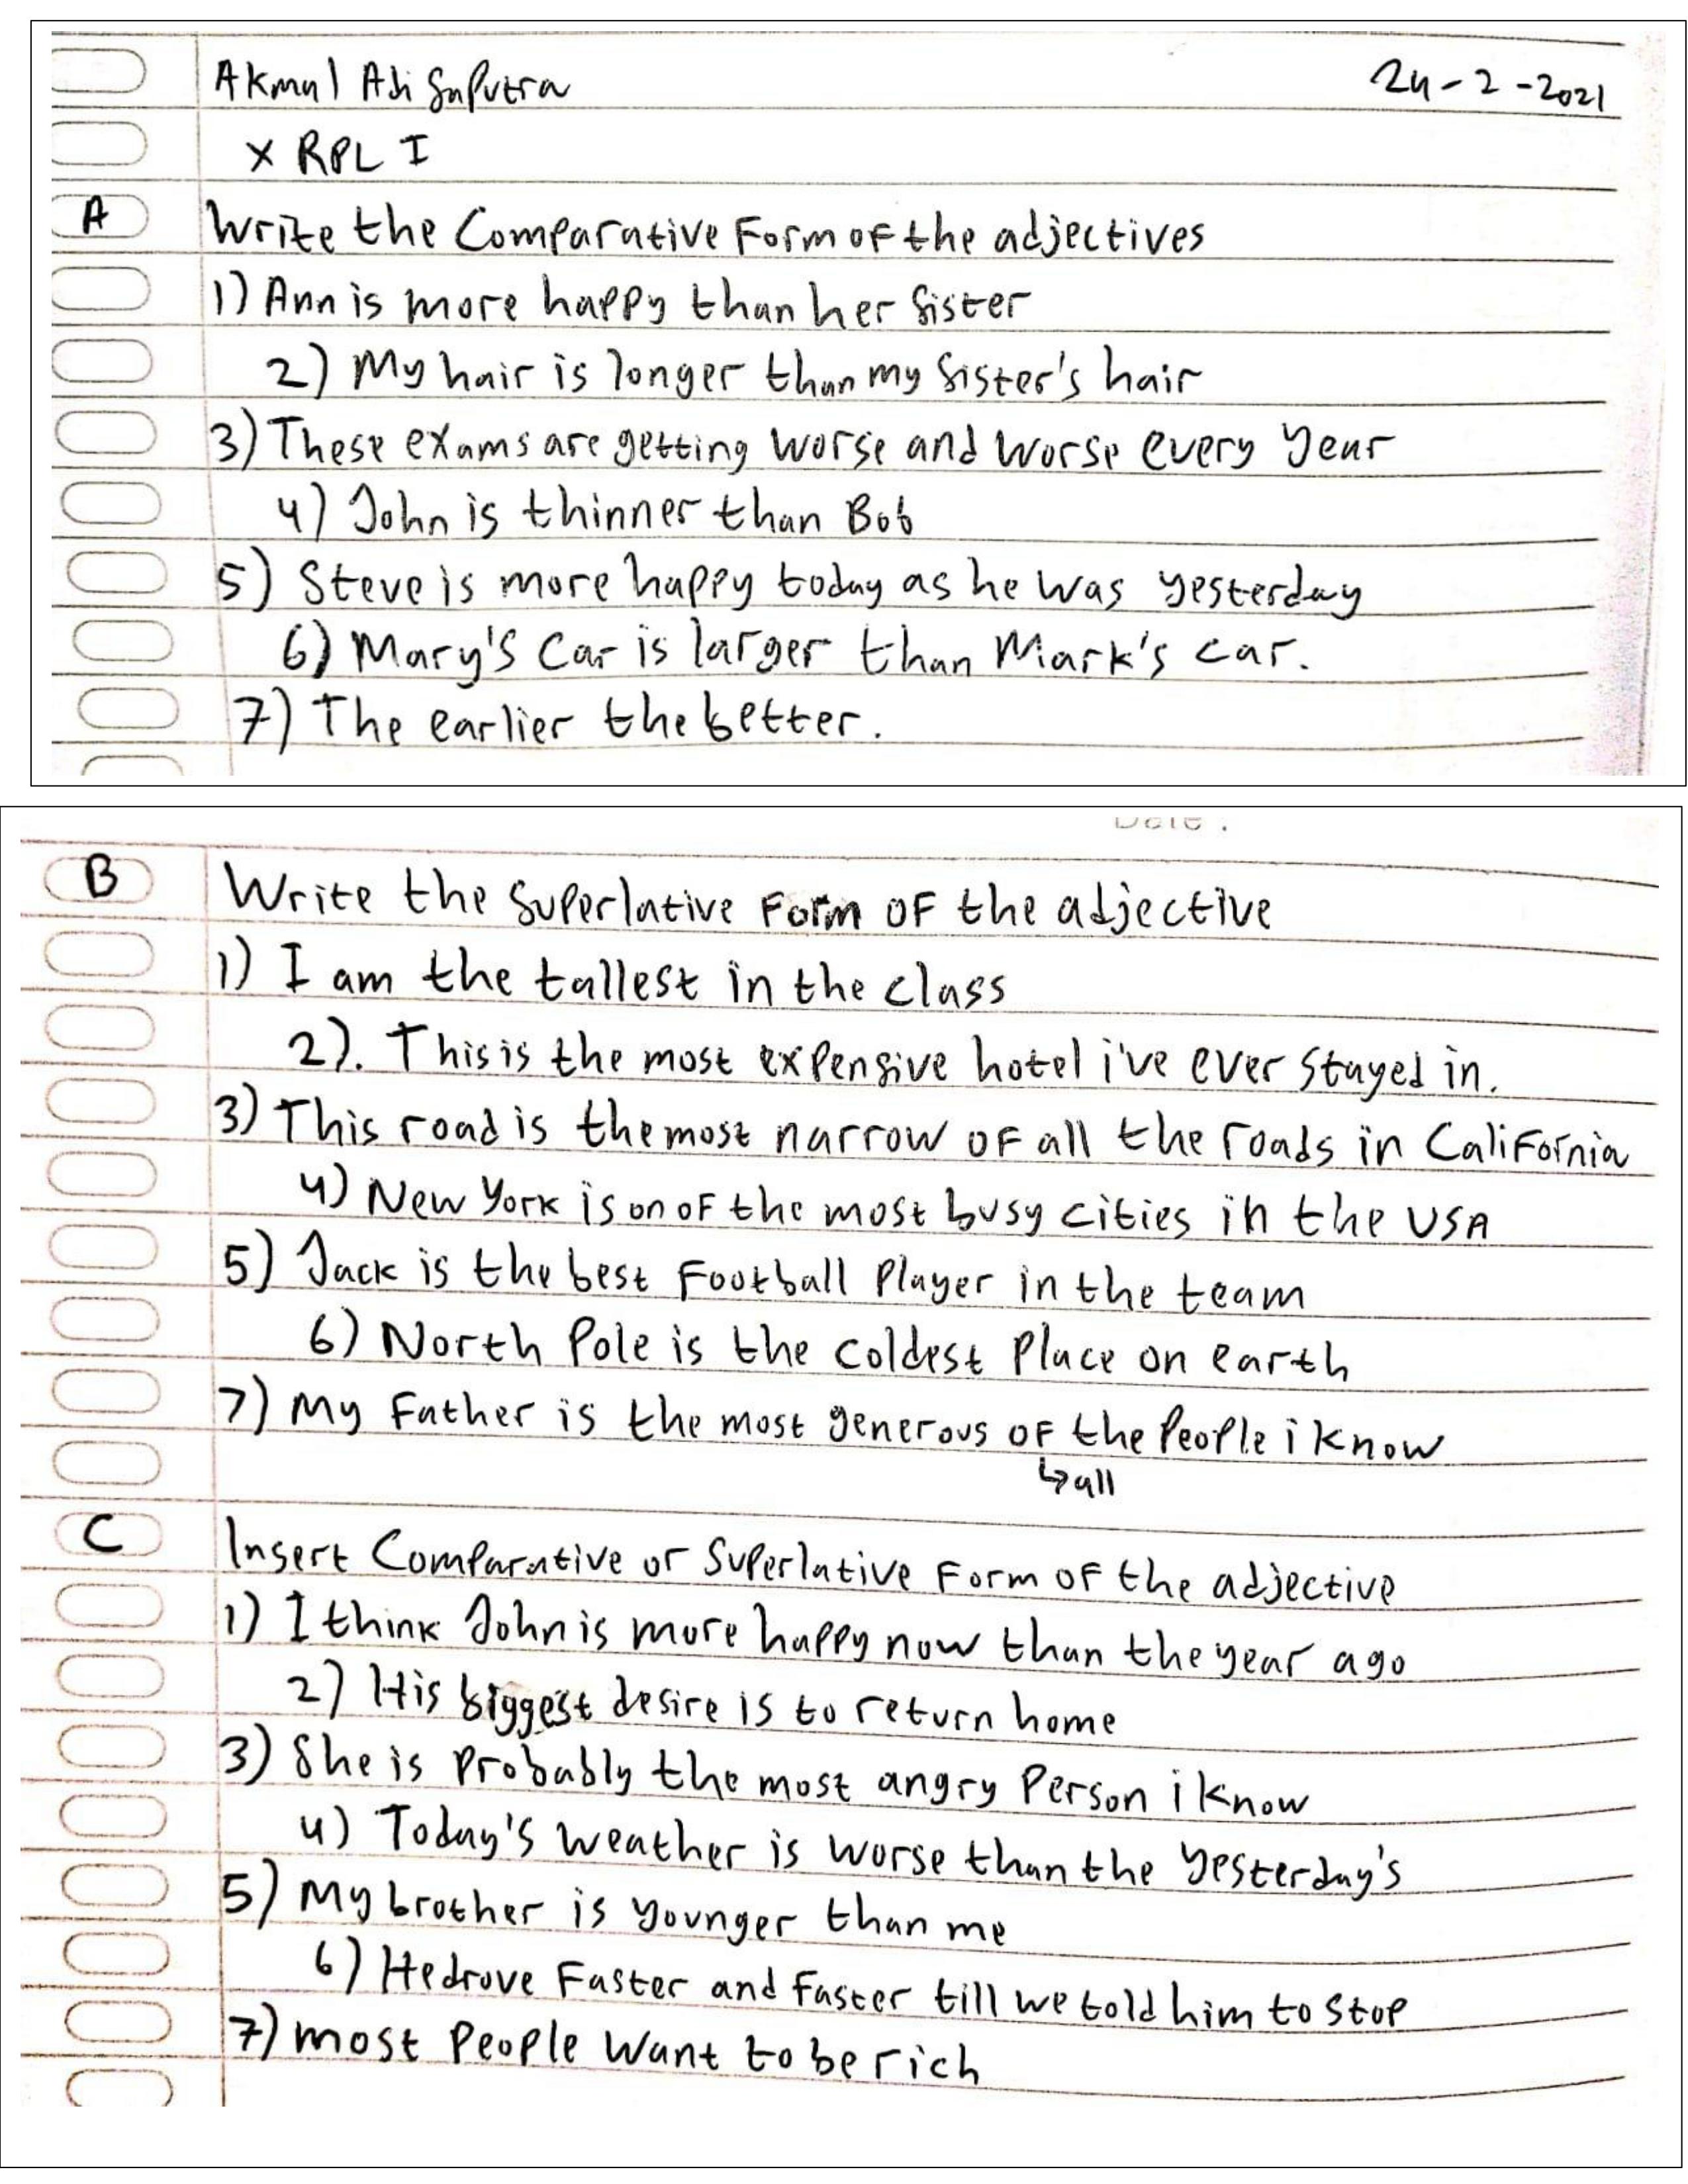 Akmal Adi Saputra 24-2-2021
X RPL I
A Write the Comparative Form of the adjectives
1) Ann is more happy than her sister
2) My hair is longer than my sister's hair
3) These exams are getting worse and worse every year
4) John is thinner than Bob
5) Steve is more happy today as he was yesterday
6) Mary's Car is larger than Mark's car.
7) The earlier the better.
Date .
B Write the Superlative Form OF the adjective
1) I am the tallest in the class
2). This is the most expensive hotel i've ever stayed in.
3) This road is the most narrow OF all the roads in CaliFornia
4) New York is on oF the most busy cities in the USA
5) Jack is the best Football Player in the team
6) North Pole is the coldest Place on earth
7) My Father is the most generous OF the People i know
↳all
C Insert Comparative or Superlative Form OF the adjective
1) I think John is more happy now than the year ago
2) His biggest desire is to return home
3) She is Probably the most angry Person i know
4) Today's weather is worse than the yesterday's
5) My brother is younger than me
6) He drove Faster and Faster till we told him to stop
7) most People want to be rich